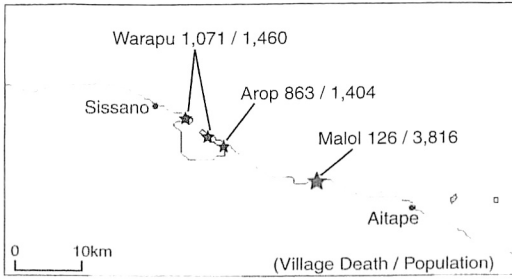 Warapu 1,071 / 1,460
Sissano
Arop 863 / 1,404
Malol 126 / 3,816
Aitape
0 10km
(Village Death / Population)